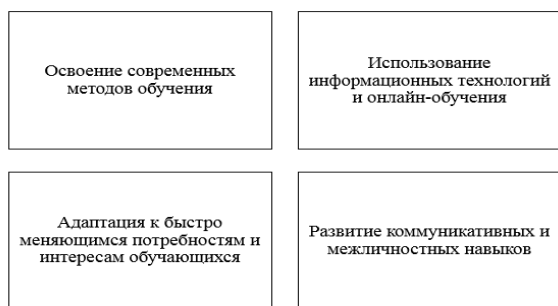 Освоение современных
методов обучения
Использование
информационных технологий
и онлайн-обучения
Адаптация к быстро
меняющимся потребностям и
интересам обучающихся
Развитие коммуникативных и
межличностных навыков